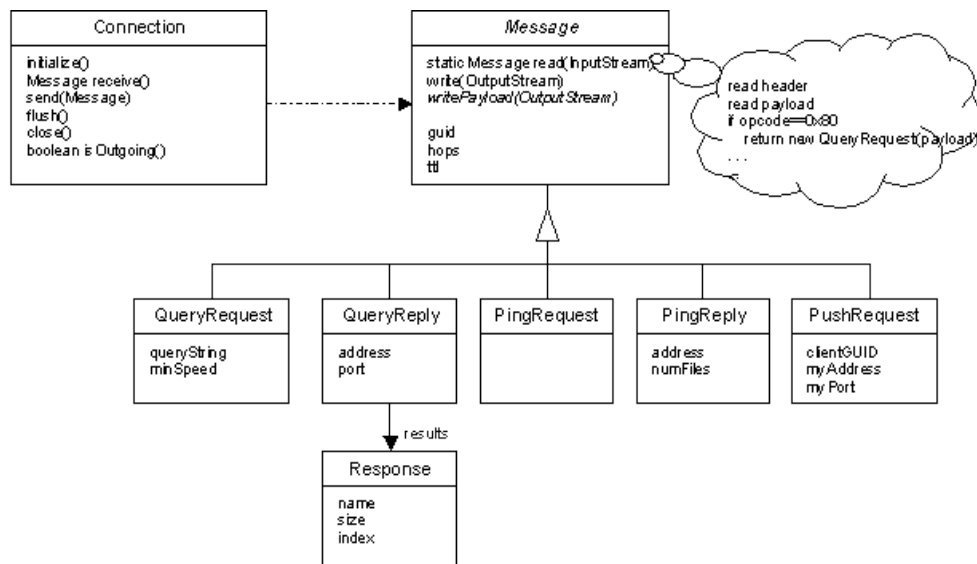 Connection
initialize()
Message receive()
send(Message)
flush()
close()
boolean is Outgoing()
Message
static Message read(InputStream)
write(OutputStream)
writePayload(OutputStream)
guid
hops
ttl
read header
read payload
if opcode==0x80
return new QueryRequest(payload)
. . .
QueryRequest
queryString
minSpeed
QueryReply
address
port
PingRequest
PingReply
address
numFiles
PushRequest
clientGUID
myAddress
myPort
results
Response
name
size
index